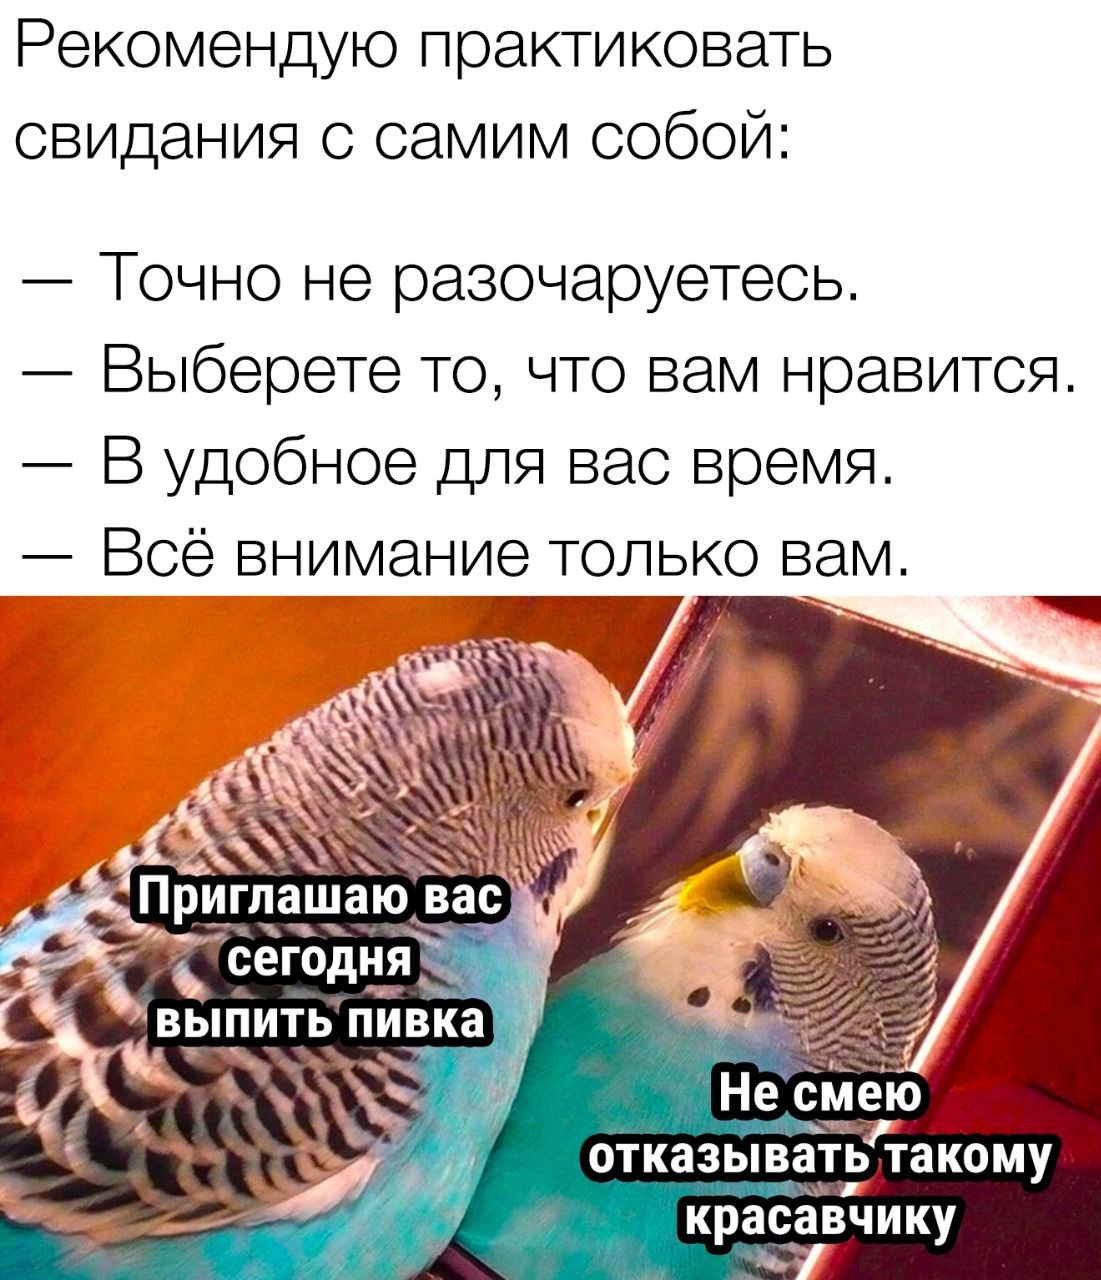 Рекомендую практиковать
свидания с самим собой:
— Точно не разочаруетесь.
— Выберете то, что вам нравится.
— В удобное для вас время.
— Всё внимание только вам.
Приглашаю вас
сегодня
выпить пивка
Не смею
отказывать такому
красавчику